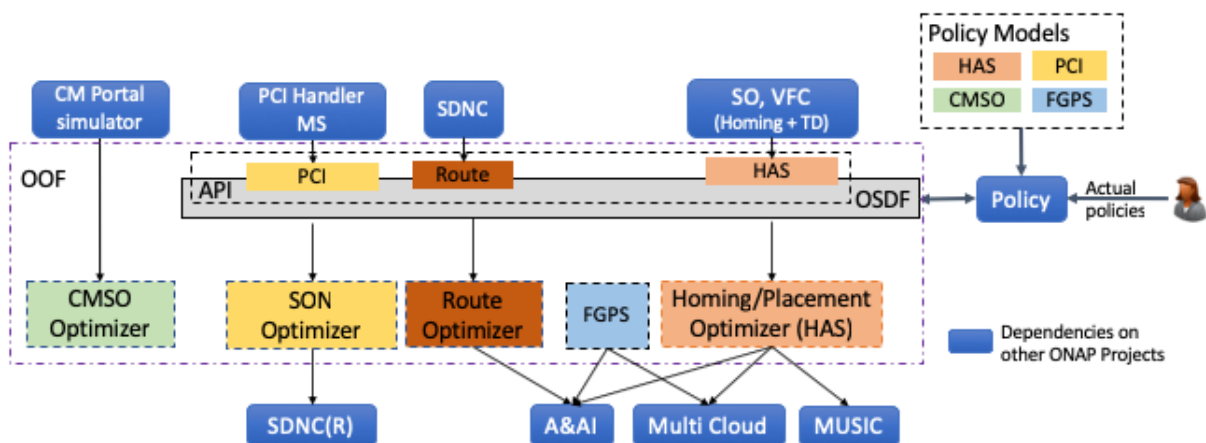 Policy Models
HAS
PCI
CMSO
FGPS
CM Portal
simulator
PCI Handler
MS
SDNC
SO, VFC
(Homing + TD)
OOF
API
PCI
Route
HAS
OSDF
Policy
Actual
policies
CMSO
Optimizer
SON
Optimizer
Route
Optimizer
FGPS
Homing/Placement
Optimizer (HAS)
Dependencies on
other ONAP Projects
SDNC(R)
A&AI
Multi Cloud
MUSIC